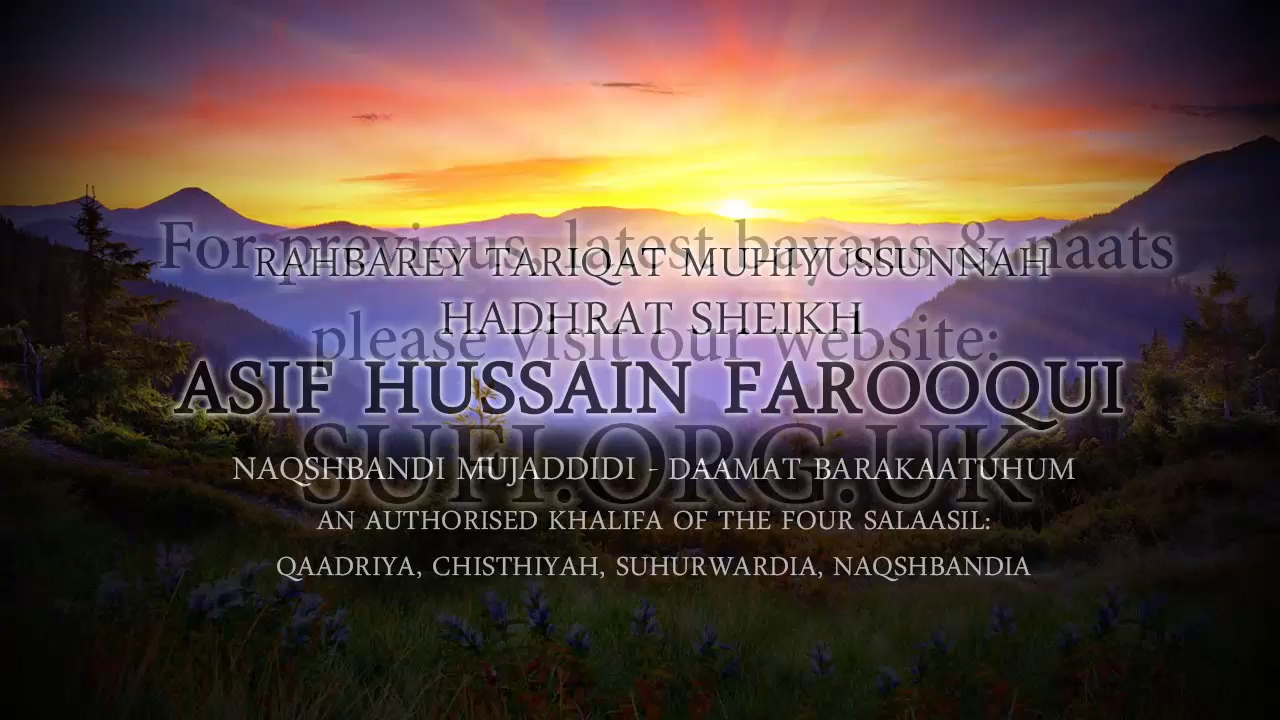 For previous, latest bayans & naats
RAHBAREY TARIQAT MUHIYUSSUNNAH
HADHRAT SHEIKH
please visit our website:
ASIF HUSSAIN FAROOQUI
SUFI.ORG.UK
NAQSHBANDI MUJADDIDI - DAAMAT BARAKAATUHUM
AN AUTHORISED KHALIFA OF THE FOUR SALAASIL:
QAADRIYA, CHISTHIYAH, SUHURWARDIA, NAQSHBANDIA